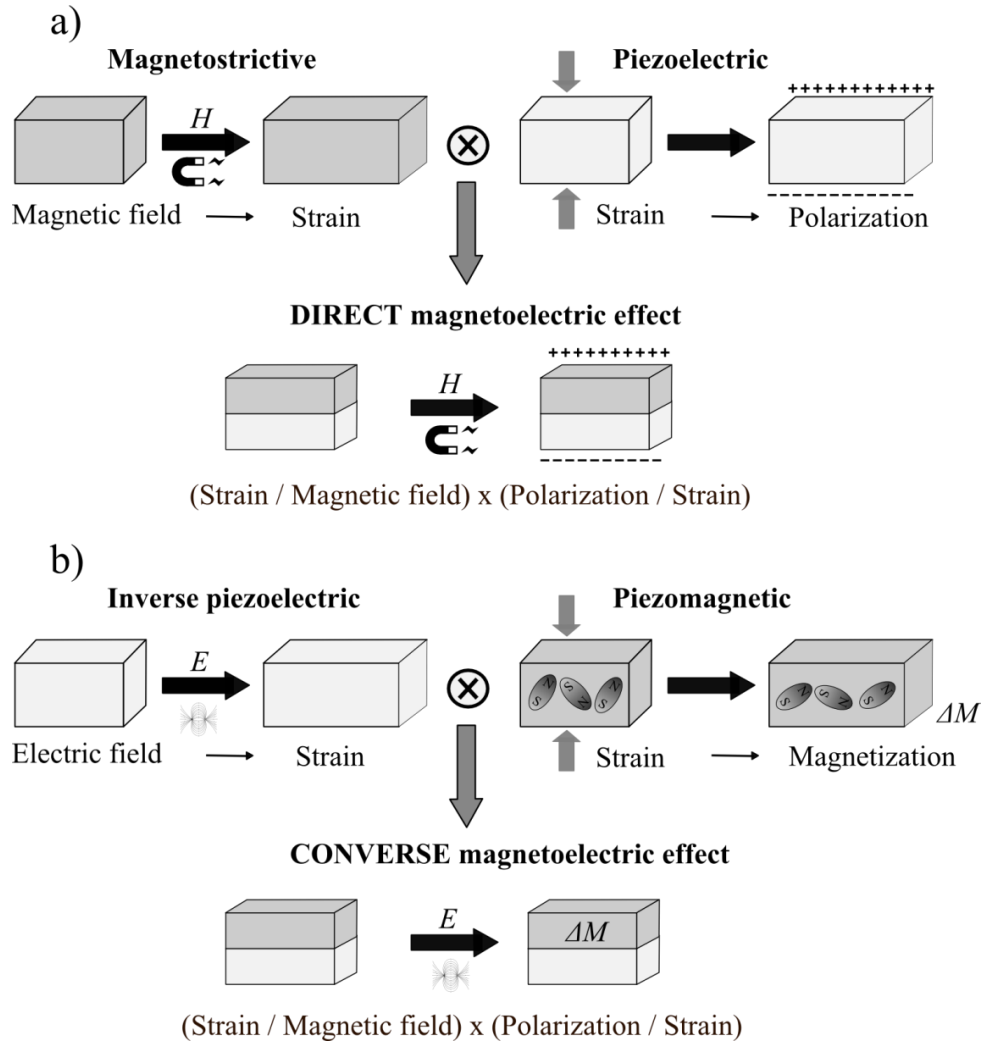 a)
Magnetostrictive
Piezoelectric
++++++++++++
H
Magnetic field → Strain
Strain → Polarization
DIRECT magnetoelectric effect
++++++++++
H
(Strain / Magnetic field) x (Polarization / Strain)
b)
Inverse piezoelectric
Piezomagnetic
E
S N
S N
S N
S N
S N
S N
ΔM
Electric field → Strain
Strain → Magnetization
CONVERSE magnetoelectric effect
E
ΔM
(Strain / Magnetic field) x (Polarization / Strain)